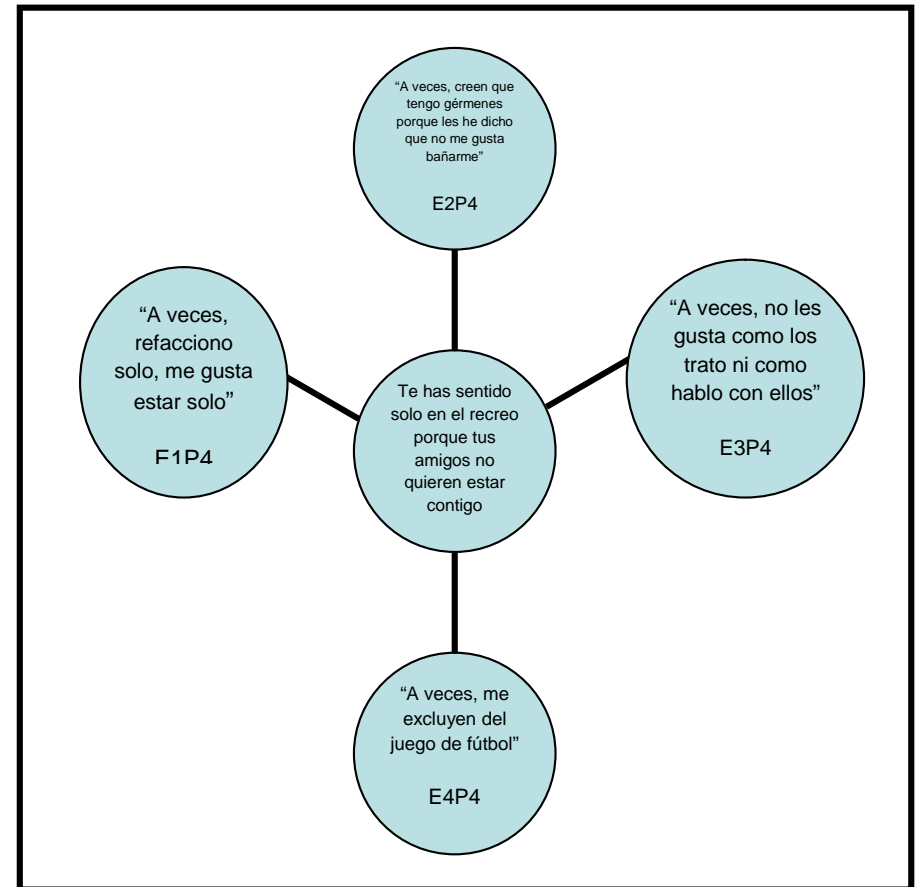 “A veces, creen que
tengo gérmenes
porque les he dicho
que no me gusta
bañarme”
E2P4
“A veces,
refacciono
solo, me gusta
estar solo”
E1P4
“A veces, no les
gusta como los
trato ni como
hablo con ellos”
E3P4
Te has sentido
solo en el recreo
porque tus
amigos no
quieren estar
contigo
“A veces, me
excluyen del
juego de fútbol”
E4P4